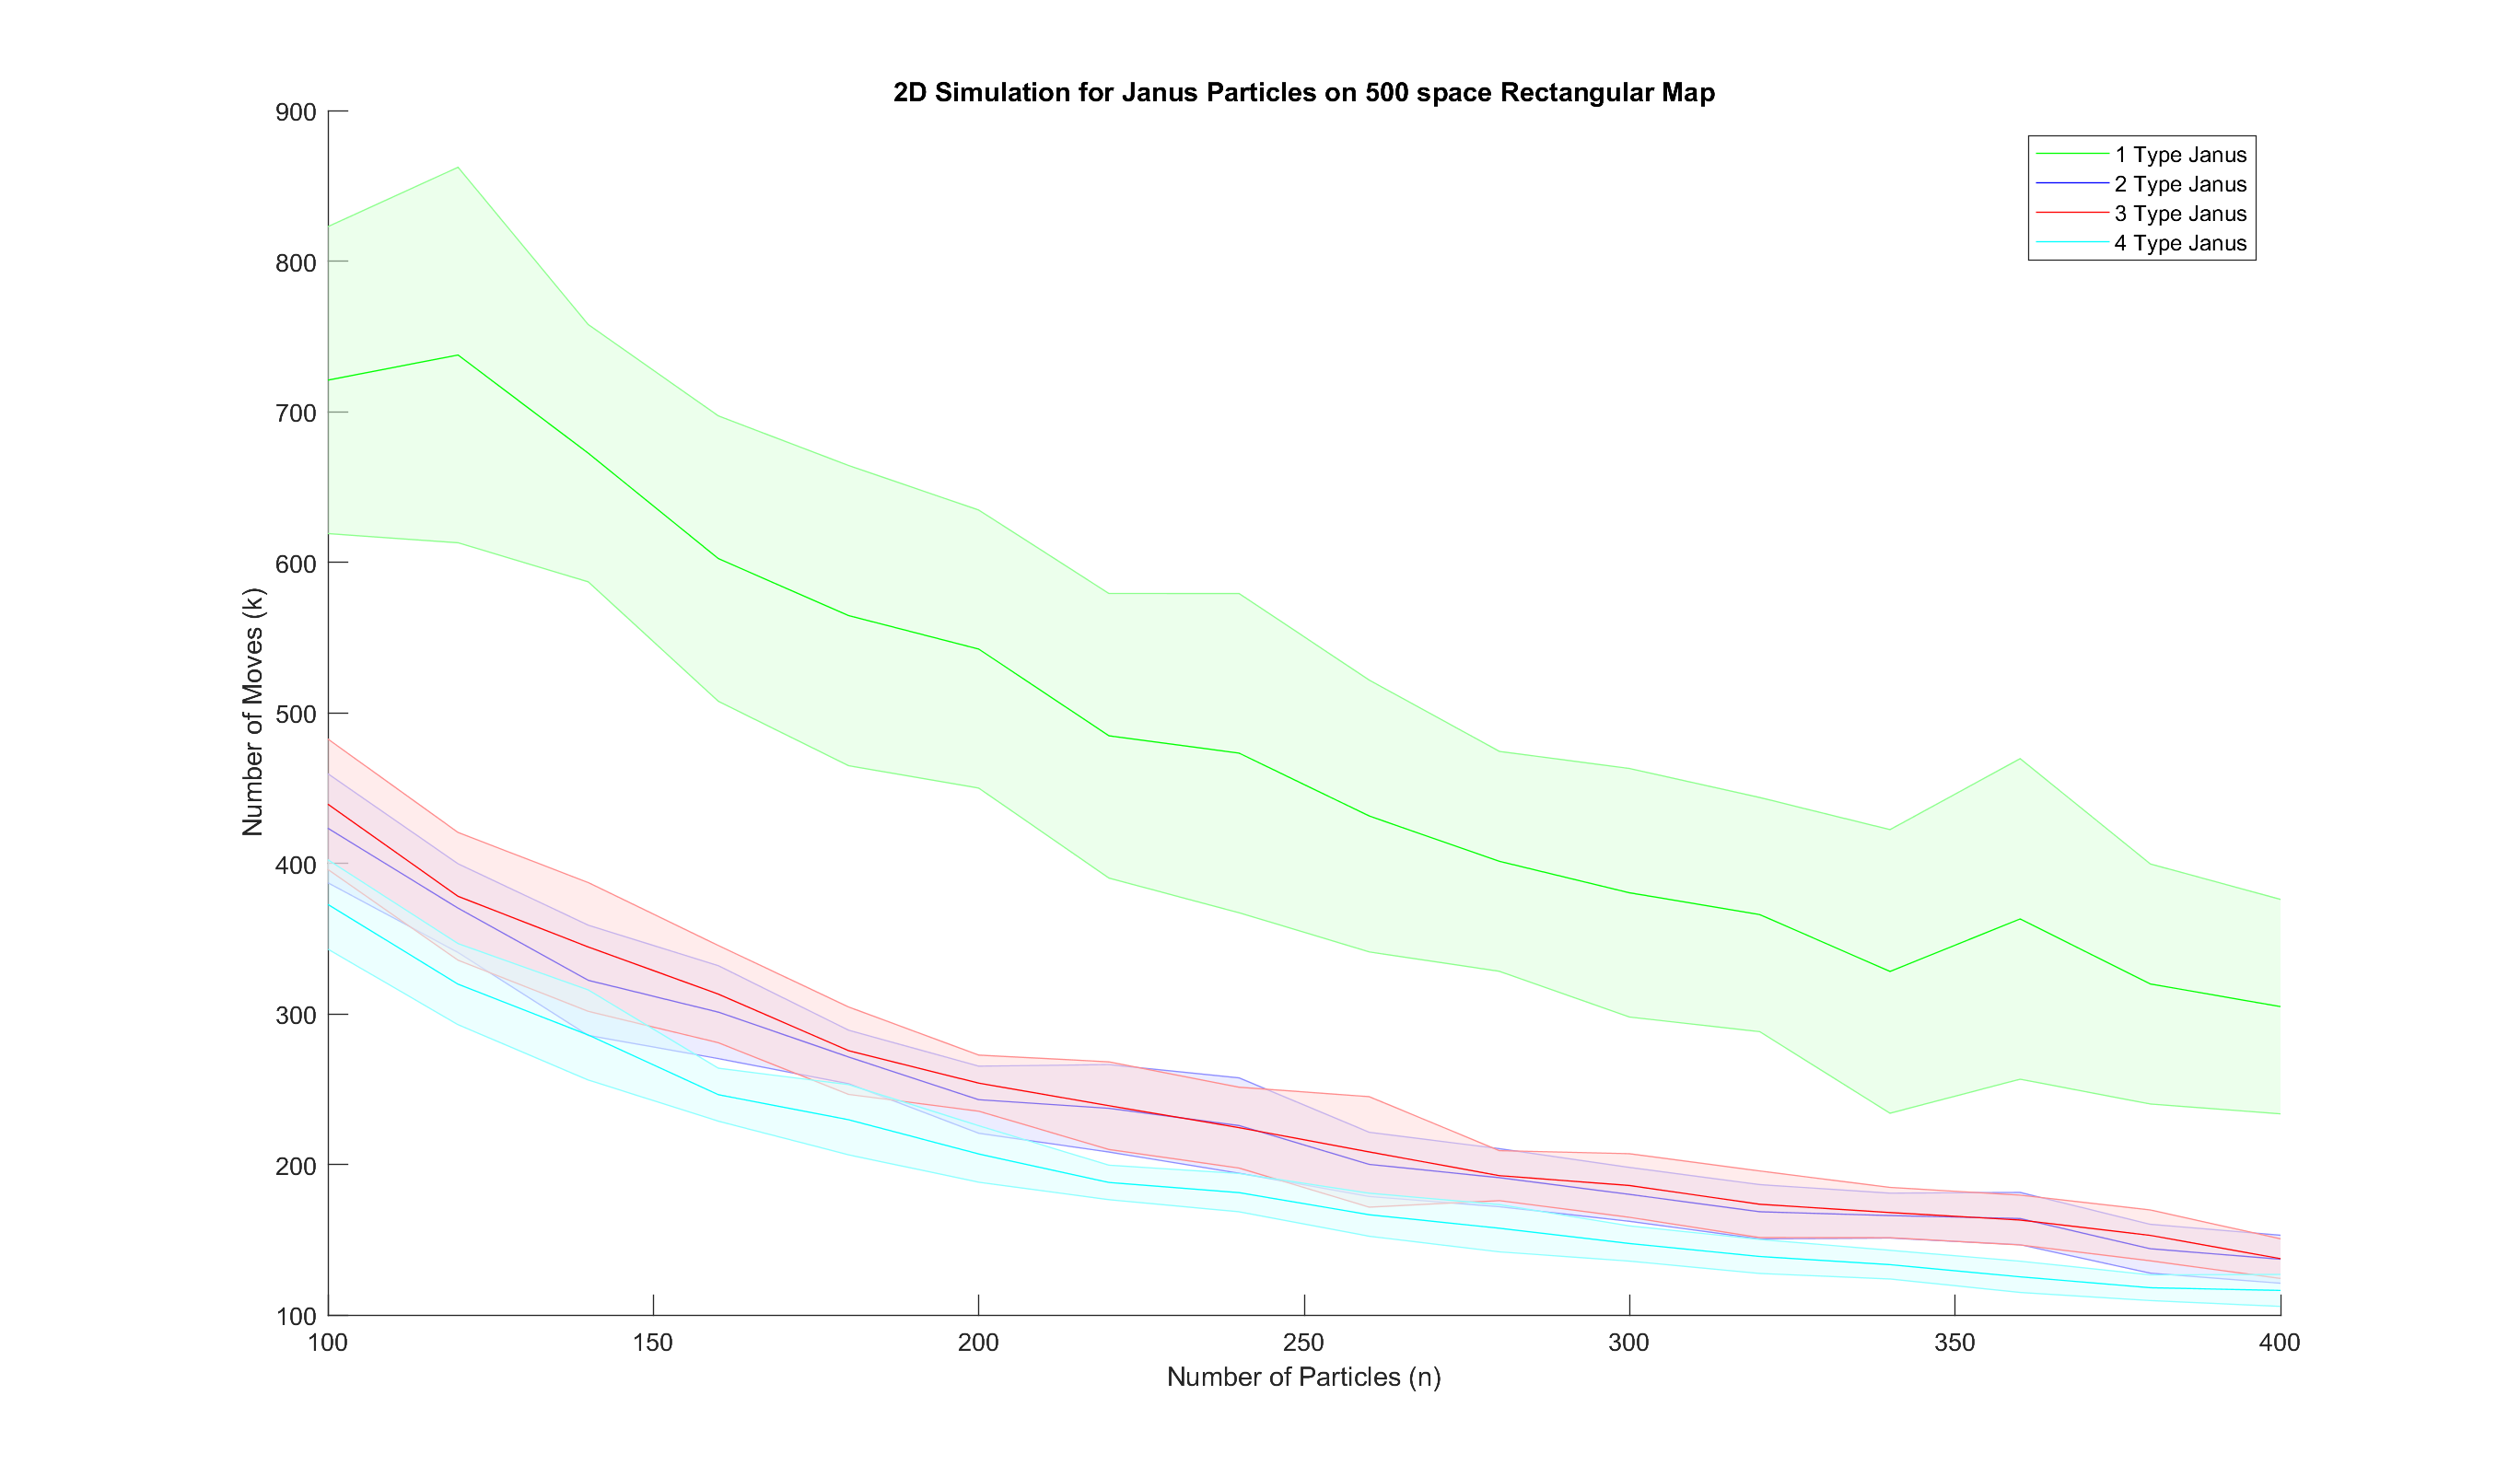 2D Simulation for Janus Particles on 500 space Rectangular Map
900
800
700
600
500
400
300
200
100
Number of Moves (k)
1 Type Janus
2 Type Janus
3 Type Janus
4 Type Janus
100 150 200 250 300 350 400
Number of Particles (n)